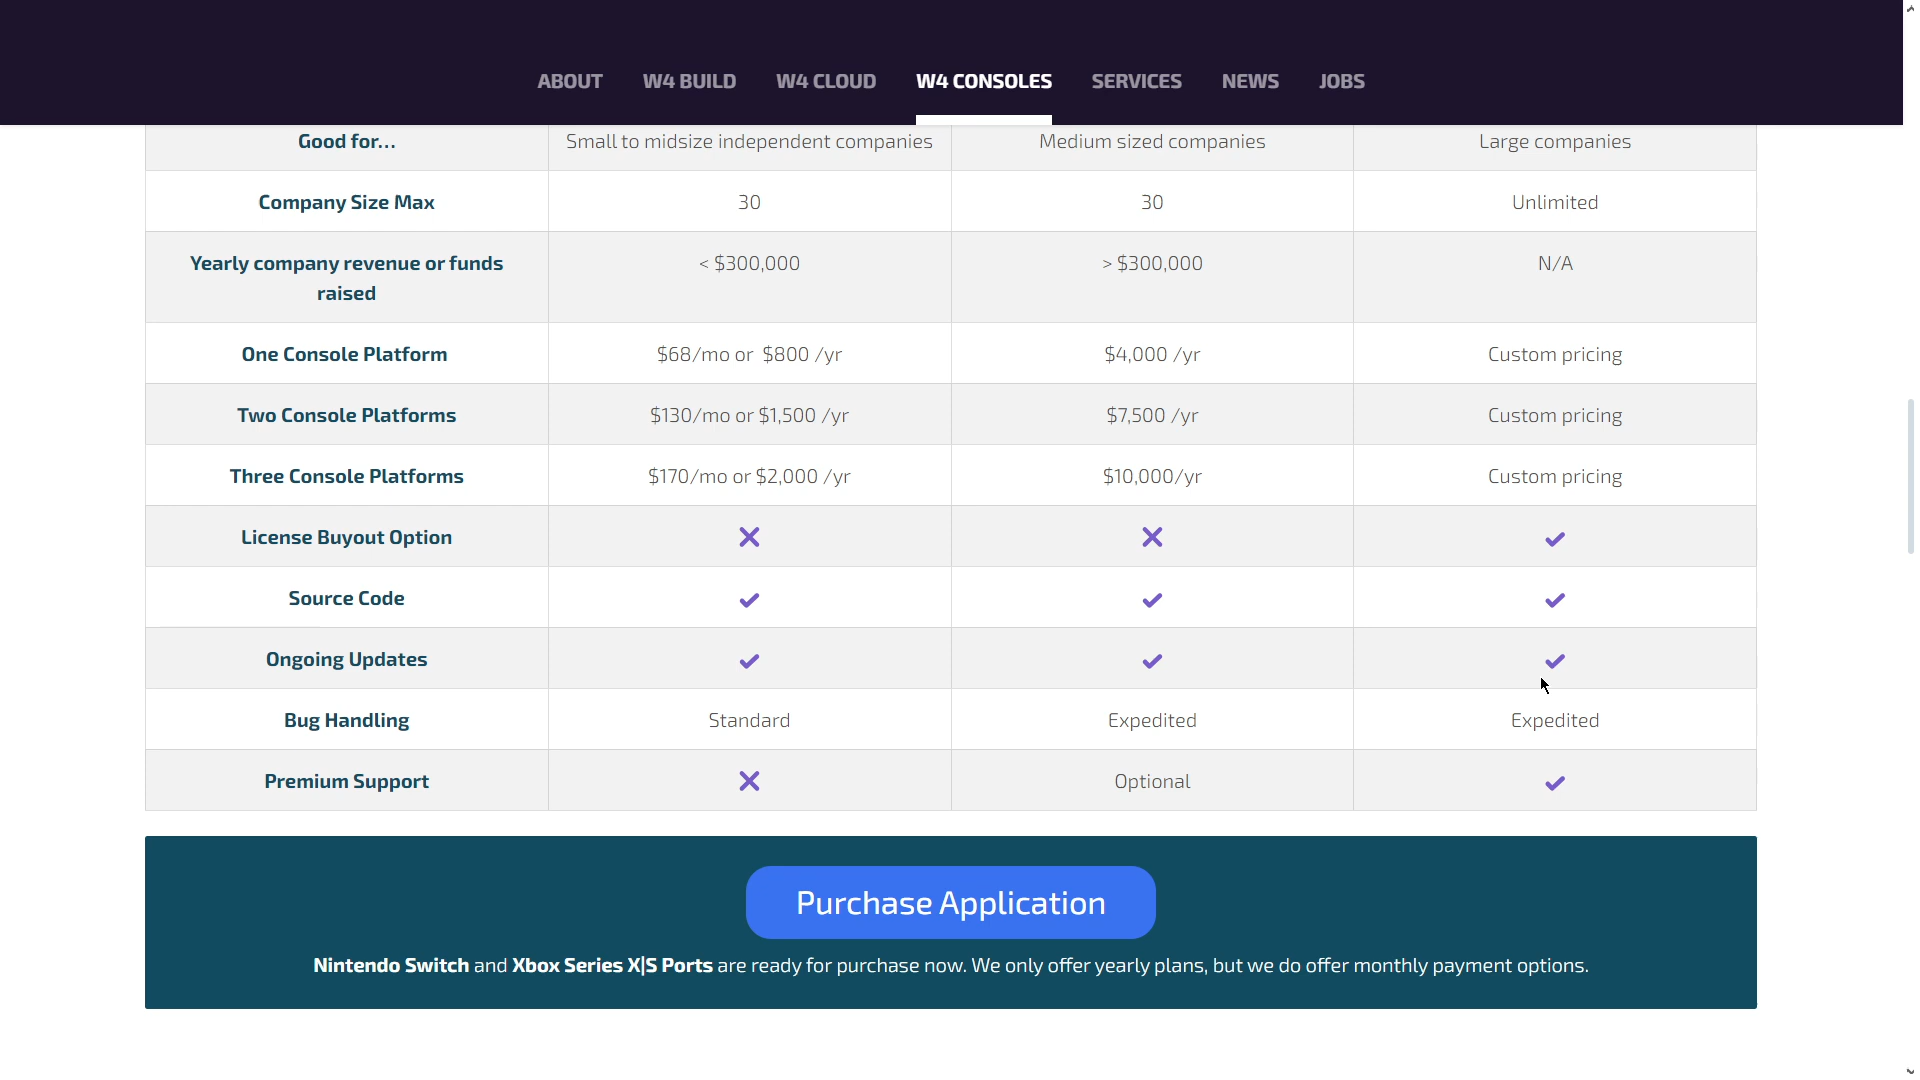 ABOUT W4 BUILD W4 CLOUD W4 CONSOLES SERVICES NEWS JOBS
Good for... Small to midsize independent companies Medium sized companies Large companies
Company Size Max 30 30 Unlimited
Yearly company revenue or funds < $300,000 > $300,000 N/A
raised
One Console Platform $68/mo or $800 /yr $4,000 /yr Custom pricing
Two Console Platforms $130/mo or $1,500 /yr $7,500 /yr Custom pricing
Three Console Platforms $170/mo or $2,000 /yr $10,000/yr Custom pricing
License Buyout Option
Source Code
Ongoing Updates
Bug Handling Standard Expedited Expedited
Premium Support Optional
Purchase Application
Nintendo Switch and Xbox Series X|S Ports are ready for purchase now. We only offer yearly plans, but we do offer monthly payment options.